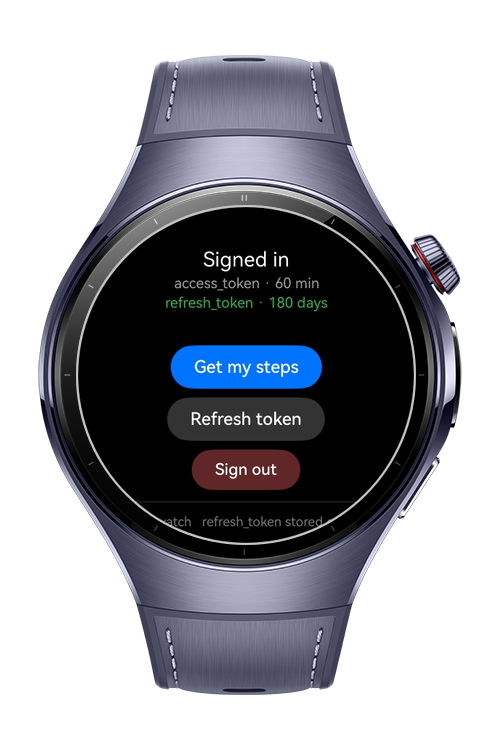 Signed in
access_token · 60 min
refresh_token · 180 days
Get my steps
Refresh token
Sign out
refresh_token stored